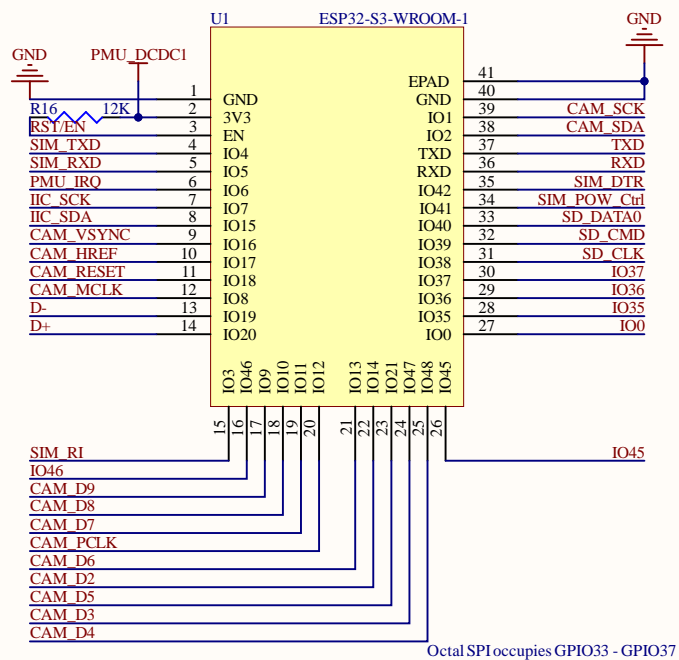 U1 ESP32-S3-WROOM-1
GND PMU_DCDC1 GND
R16 12K
RST/EN
SIM_TXD
SIM_RXD
PMU_IRQ
IIC_SCK
IIC_SDA
CAM_VSYNC
CAM_HREF
CAM_RESET
CAM_MCLK
D-
D+
1 GND
2 3V3
3 EN
4 IO4
5 IO5
6 IO6
7 IO7
8 IO15
9 IO16
10 IO17
11 IO18
12 IO8
13 IO19
14 IO20
EPAD 41
GND 40
IO1 39 CAM_SCK
IO2 38 CAM_SDA
TXD 37 TXD
RXD 36 RXD
IO42 35 SIM_DTR
IO41 34 SIM_POW_Ctrl
IO40 33 SD_DATA0
IO39 32 SD_CMD
IO38 31 SD_CLK
IO37 30 IO37
IO36 29 IO36
IO35 28 IO35
IO0 27 IO0
IO3 IO46 IO9 IO10 IO11 IO12 IO13 IO14 IO21 IO47 IO48 IO45
15 16 17 18 19 20 21 22 23 24 25 26
SIM_RI IO45
IO46
CAM_D9
CAM_D8
CAM_D7
CAM_PCLK
CAM_D6
CAM_D2
CAM_D5
CAM_D3
CAM_D4
Octal SPI occupies GPIO33 - GPIO37